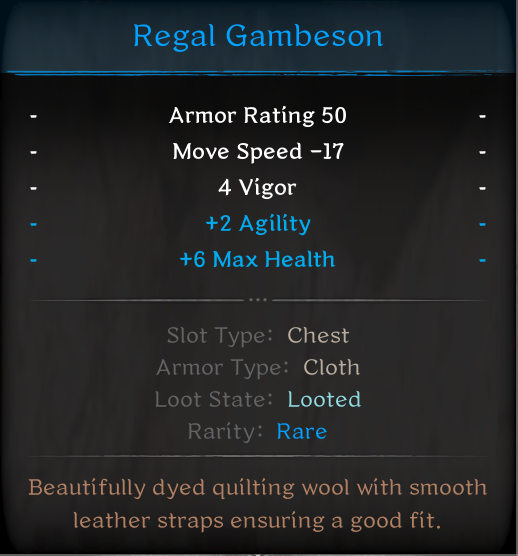 Regal Gambeson
- Armor Rating 50 -
- Move Speed -17 -
- 4 Vigor -
- +2 Agility -
- +6 Max Health -
Slot Type: Chest
Armor Type: Cloth
Loot State: Looted
Rarity: Rare
Beautifully dyed quilting wool with smooth
leather straps ensuring a good fit.